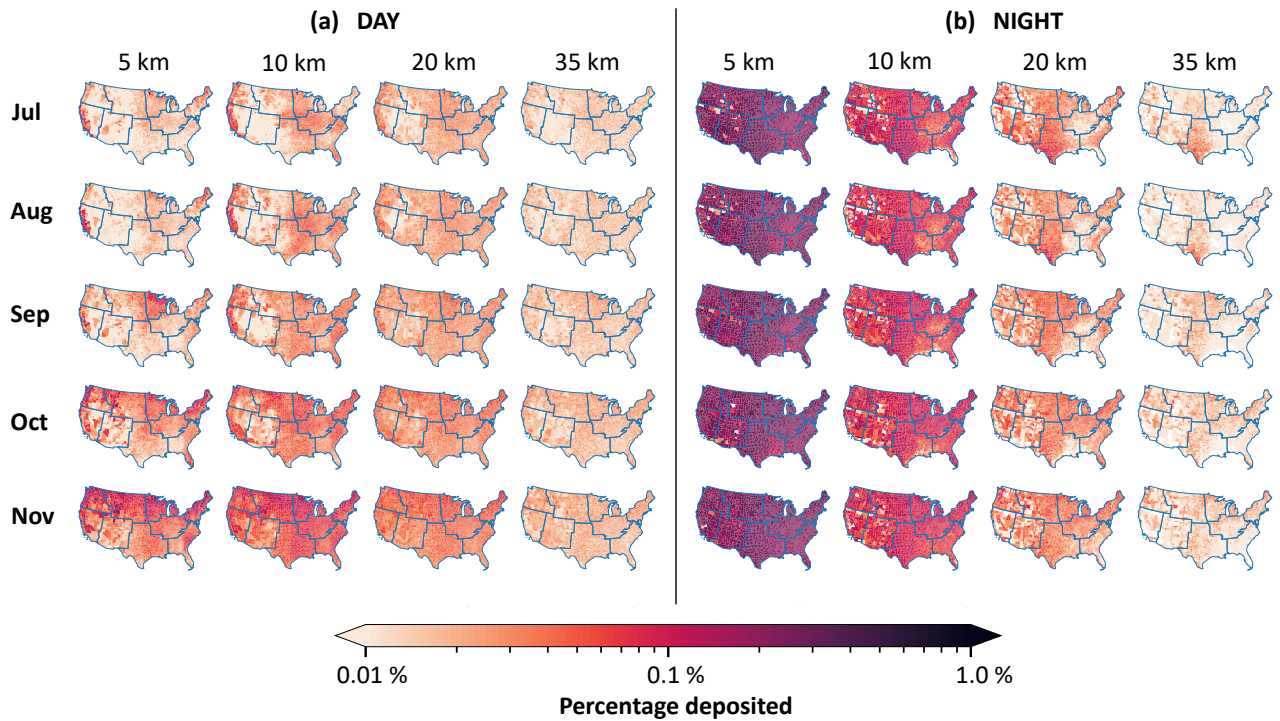 (a) DAY
(b) NIGHT
5 km 10 km 20 km 35 km
5 km 10 km 20 km 35 km
Jul
Aug
Sep
Oct
Nov
0.01 % 0.1 % 1.0 %
Percentage deposited